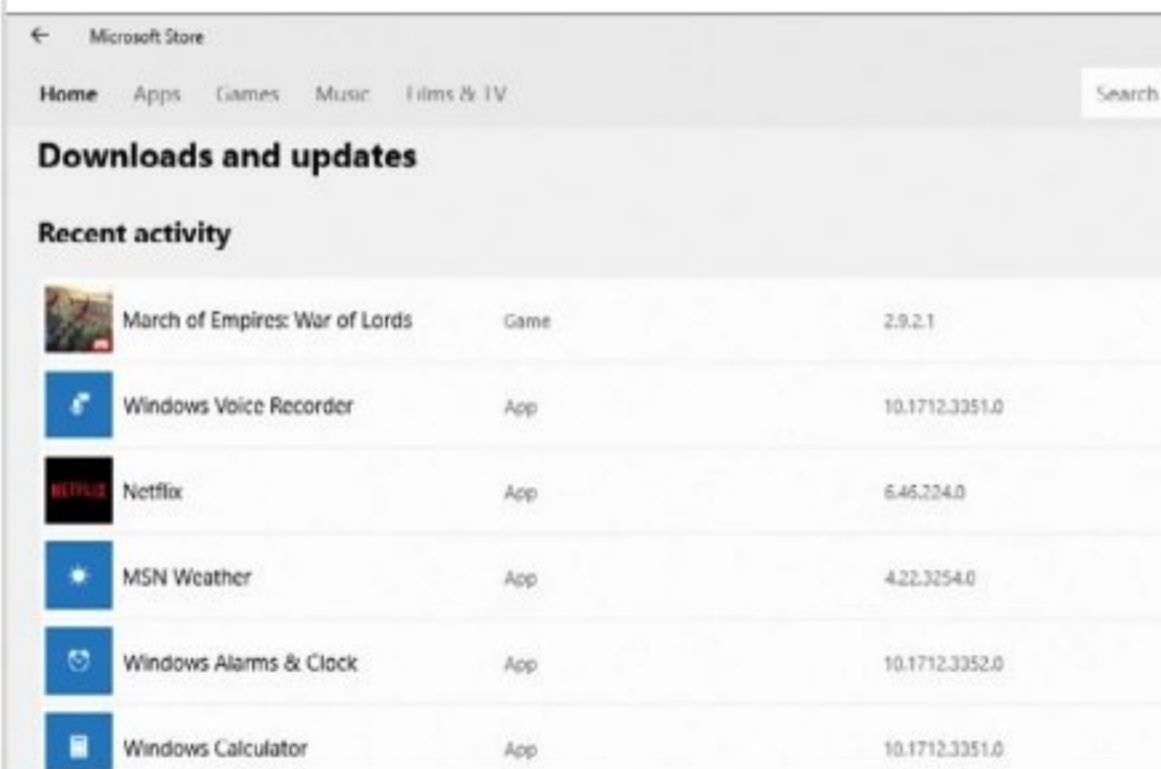 Microsoft Store
Home Apps Games Music Films & TV Search
Downloads and updates
Recent activity
March of Empires: War of Lords Game 2.9.2.1
Windows Voice Recorder App 10.1712.3351.0
NETFLIX Netflix App 6.46.224.0
MSN Weather App 4.22.3254.0
Windows Alarms & Clock App 10.1712.3352.0
Windows Calculator App 10.1712.3351.0